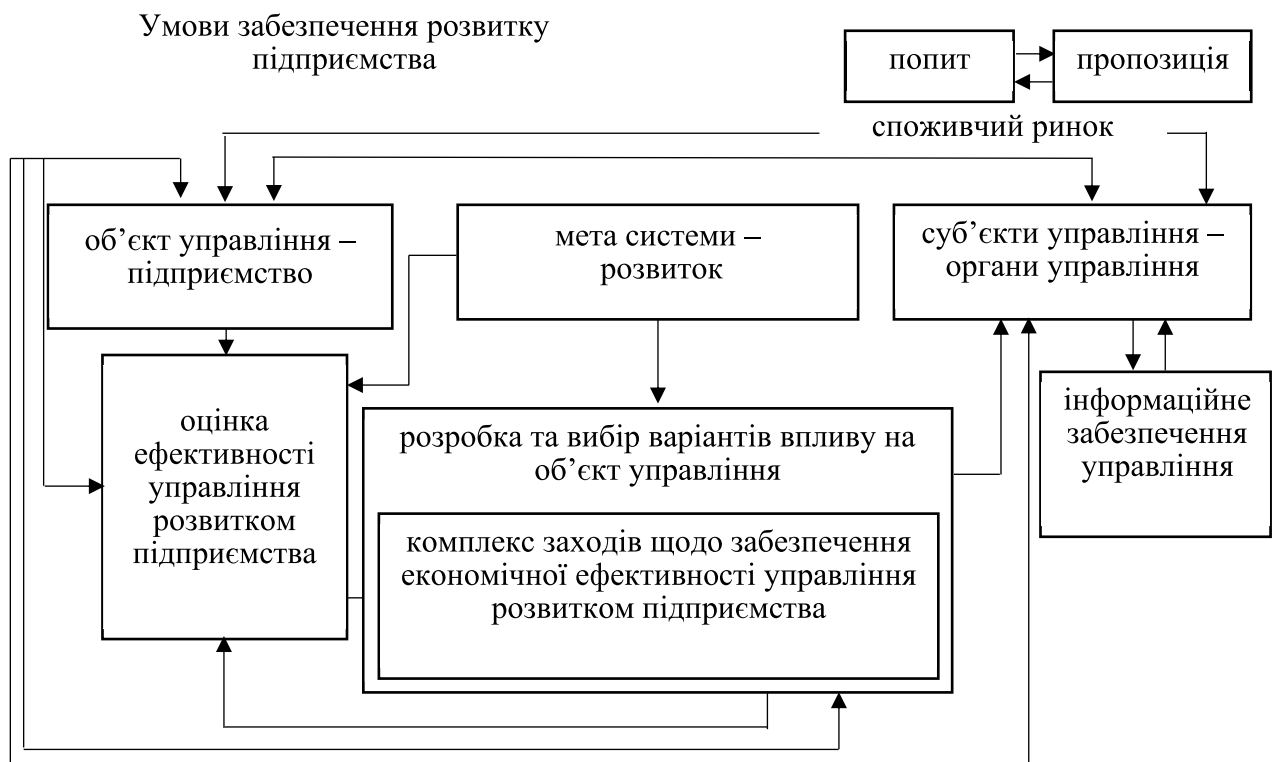 Умови забезпечення розвитку
підприємства
попит
пропозиція
споживчий ринок
об’єкт управління –
підприємство
мета системи –
розвиток
суб’єкти управління –
органи управління
оцінка
ефективності
управління
розвитком
підприємства
розробка та вибір варіантів впливу на
об’єкт управління
комплекс заходів щодо забезпечення
економічної ефективності управління
розвитком підприємства
інформаційне
забезпечення
управління